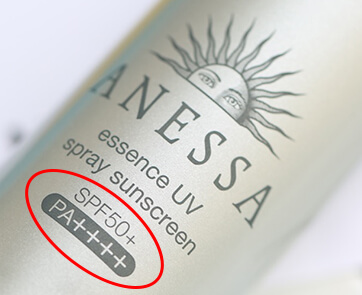 ANESSA
essence UV
spray sunscreen
SPF50+
PA++++